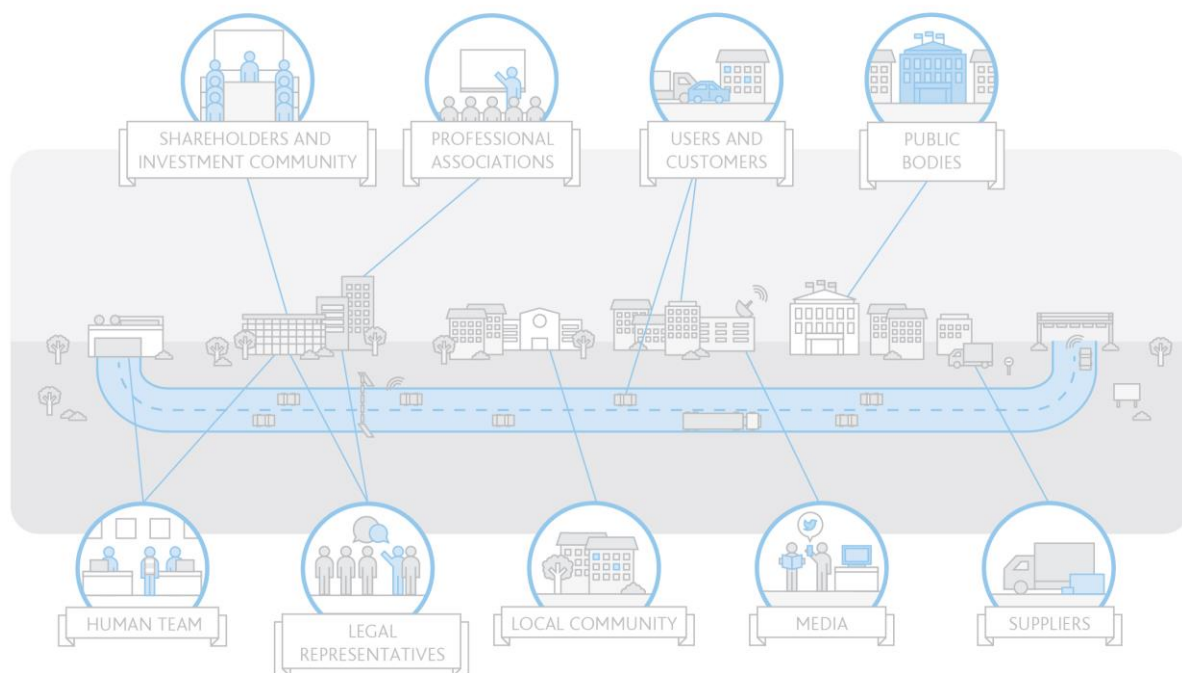 SHAREHOLDERS AND
INVESTMENT COMMUNITY
PROFESSIONAL
ASSOCIATIONS
USERS AND
CUSTOMERS
PUBLIC
BODIES
HUMAN TEAM
LEGAL
REPRESENTATIVES
LOCAL COMMUNITY
MEDIA
SUPPLIERS